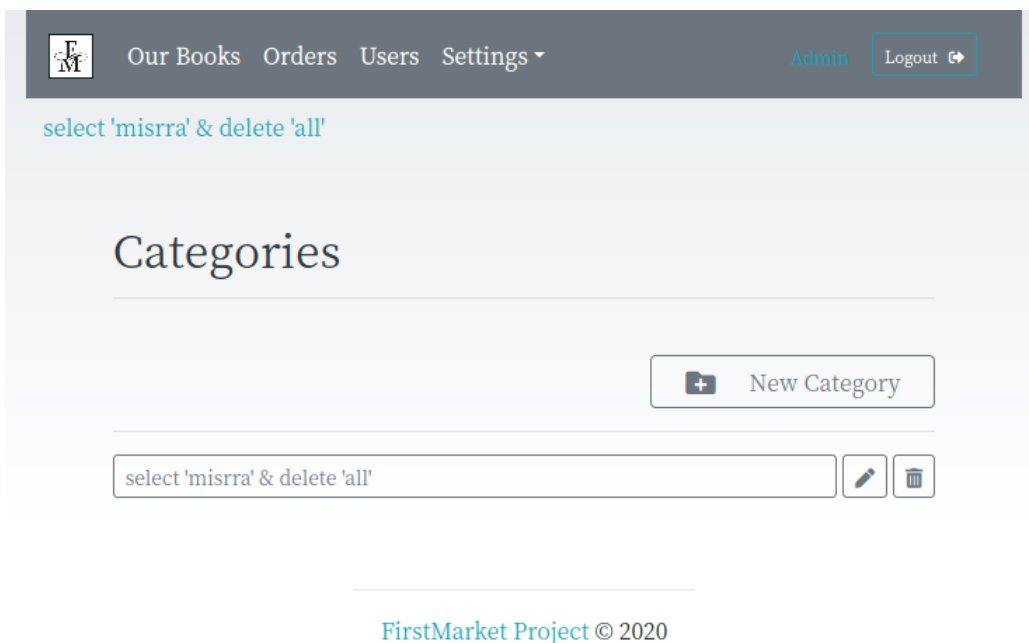 FM
Our Books Orders Users Settings Admin Logout
select 'misrra' & delete 'all'
Categories
New Category
select 'misrra' & delete 'all'
FirstMarket Project © 2020